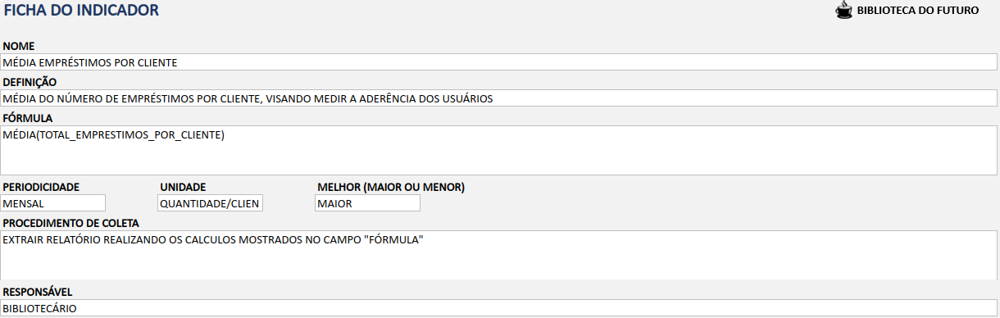 FICHA DO INDICADOR
BIBLIOTECA DO FUTURO
NOME
MÉDIA EMPRÉSTIMOS POR CLIENTE
DEFINIÇÃO
MÉDIA DO NÚMERO DE EMPRÉSTIMOS POR CLIENTE, VISANDO MEDIR A ADERÊNCIA DOS USUÁRIOS
FÓRMULA
MÉDIA(TOTAL_EMPRESTIMOS_POR_CLIENTE)
PERIODICIDADE UNIDADE MELHOR (MAIOR OU MENOR)
MENSAL QUANTIDADE/CLIEN MAIOR
PROCEDIMENTO DE COLETA
EXTRAIR RELATÓRIO REALIZANDO OS CALCULOS MOSTRADOS NO CAMPO "FÓRMULA"
RESPONSÁVEL
BIBLIOTECÁRIO